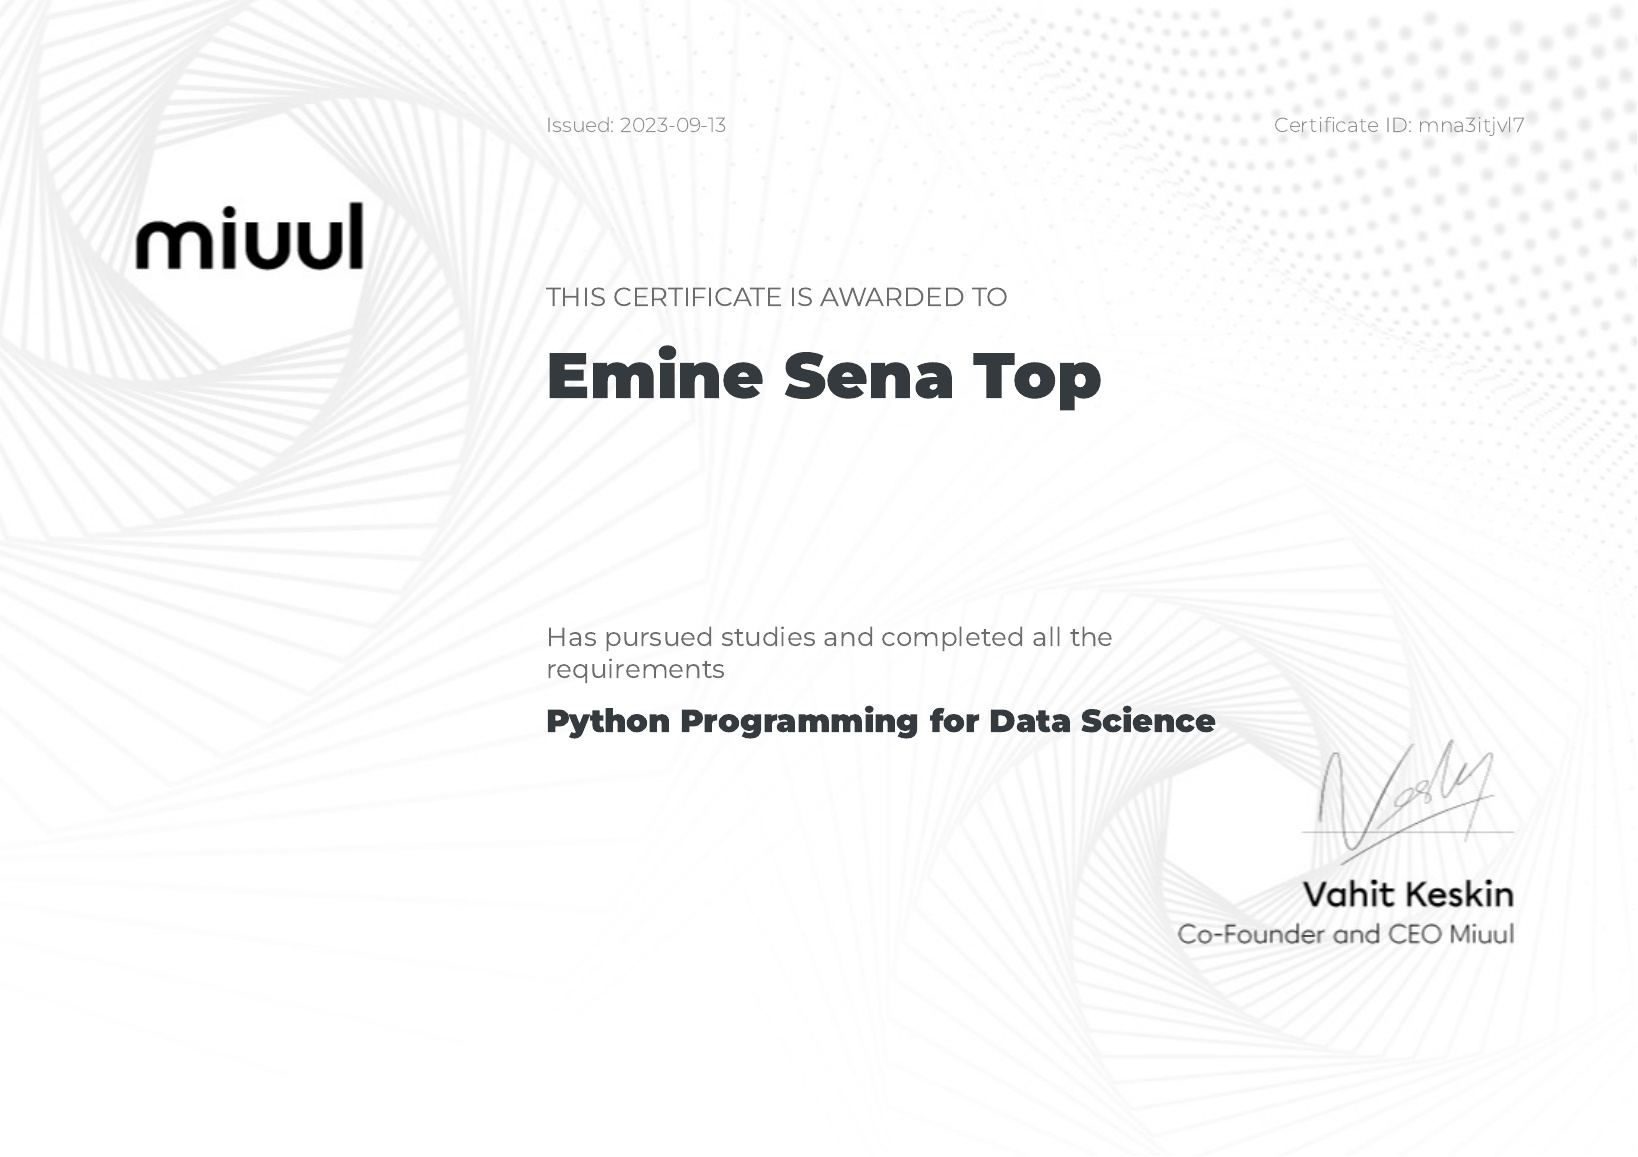 Issued: 2023-09-13
Certificate ID: mna3itjvl7
miuul
THIS CERTIFICATE IS AWARDED TO
Emine Sena Top
Has pursued studies and completed all the
requirements
Python Programming for Data Science
Vahit Keskin
Co-Founder and CEO Miuul